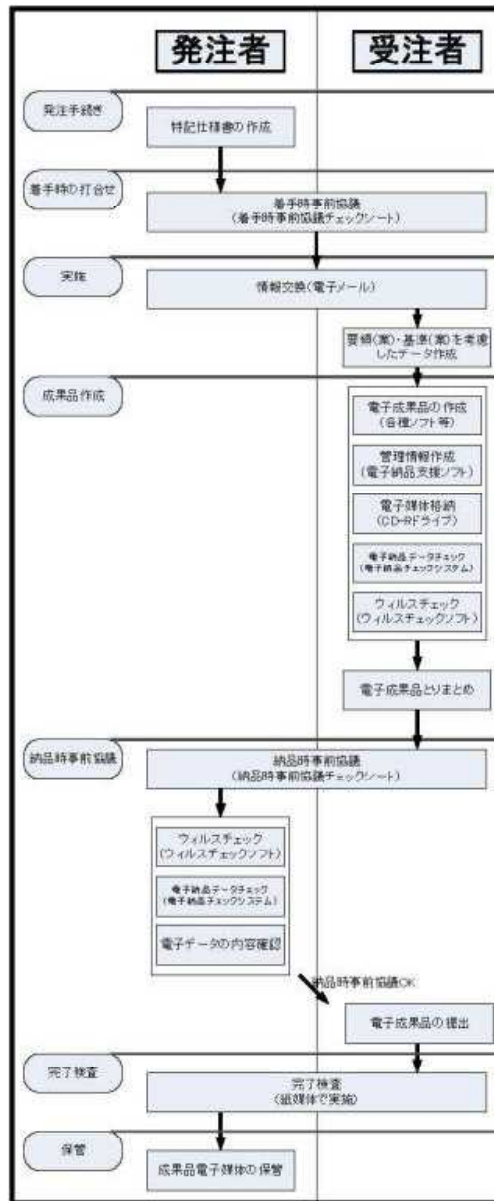 発注者
受注者
発注手続き
特記仕様書の作成
着手時の打合せ
着手時事前協議
(着手時事前協議チェックシート)
実施
情報交換(電子メール)
要領(案)・基準(案)を考慮
したデータ作成
成果品作成
電子成果品の作成
(各種ソフト等)
管理情報作成
(電子納品支援ソフト)
電子媒体格納
(CD-Rドライブ)
電子納品データチェック
(電子納品チェックシステム)
ウィルスチェック
(ウィルスチェックソフト)
電子成果品とりまとめ
納品時事前協議
納品時事前協議
(納品時事前協議チェックシート)
ウィルスチェック
(ウィルスチェックソフト)
電子納品データチェック
(電子納品チェックシステム)
電子データの内容確認
納品時事前協議OK
電子成果品の提出
完了検査
完了検査
(紙媒体で実施)
保管
成果品電子媒体の保管